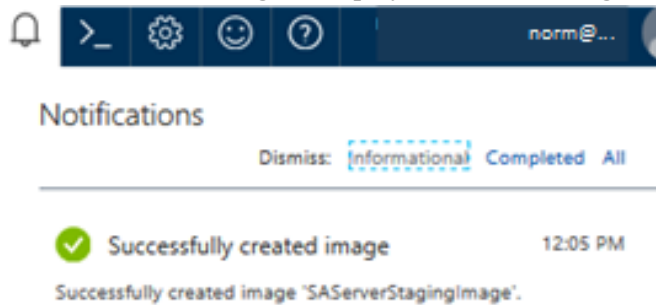 norm@...
Notifications
Dismiss: Informational Completed All
Successfully created image 12:05 PM
Successfully created image 'SAServerStagingImage'.